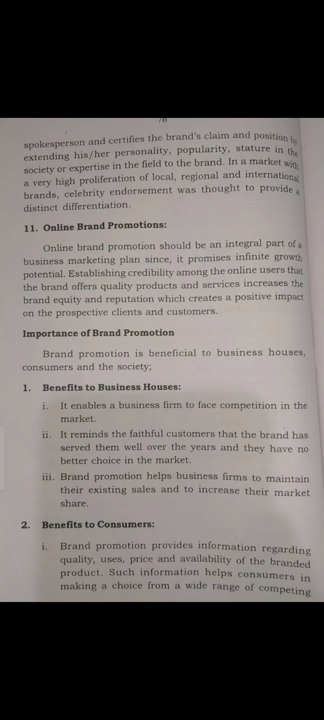 76
spokesperson and certifies the brand's claim and position by
extending his/her personality, popularity, stature in the
society or expertise in the field to the brand. In a market with
a very high proliferation of local, regional and international
brands, celebrity endorsement was thought to provide a
distinct differentiation.
11. Online Brand Promotions:
Online brand promotion should be an integral part of a
business marketing plan since, it promises infinite growth
potential. Establishing credibility among the online users that
the brand offers quality products and services increases the
brand equity and reputation which creates a positive impact
on the prospective clients and customers.
Importance of Brand Promotion
Brand promotion is beneficial to business houses,
consumers and the society;
1. Benefits to Business Houses:
i. It enables a business firm to face competition in the
market.
ii. It reminds the faithful customers that the brand has
served them well over the years and they have no
better choice in the market.
iii. Brand promotion helps business firms to maintain
their existing sales and to increase their market
share.
2. Benefits to Consumers:
i. Brand promotion provides information regarding
quality, uses, price and availability of the branded
product. Such information helps consumers in
making a choice from a wide range of competing